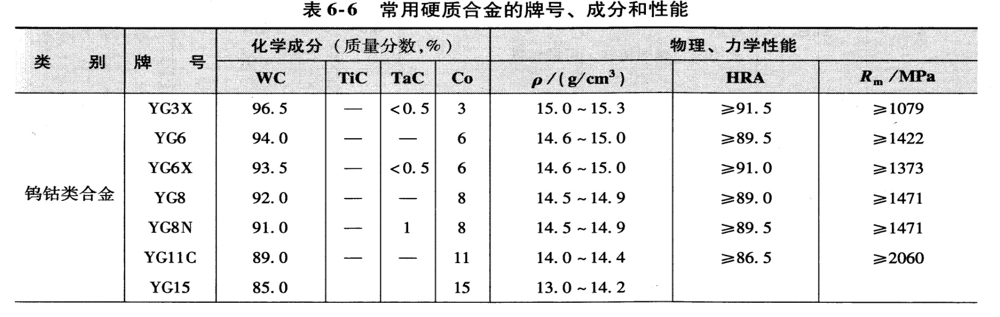 表 6-6 常用硬质合金的牌号、成分和性能
类 别 牌 号 化学成分（质量分数,%） 物理、力学性能
WC TiC TaC Co ρ/(g/cm³) HRA Rm/MPa
YG3X 96.5 — <0.5 3 15.0~15.3 ≥91.5 ≥1079
YG6 94.0 — — 6 14.6~15.0 ≥89.5 ≥1422
YG6X 93.5 — <0.5 6 14.6~15.0 ≥91.0 ≥1373
钨钴类合金 YG8 92.0 — — 8 14.5~14.9 ≥89.0 ≥1471
YG8N 91.0 — 1 8 14.5~14.9 ≥89.5 ≥1471
YG11C 89.0 — — 11 14.0~14.4 ≥86.5 ≥2060
YG15 85.0 15 13.0~14.2